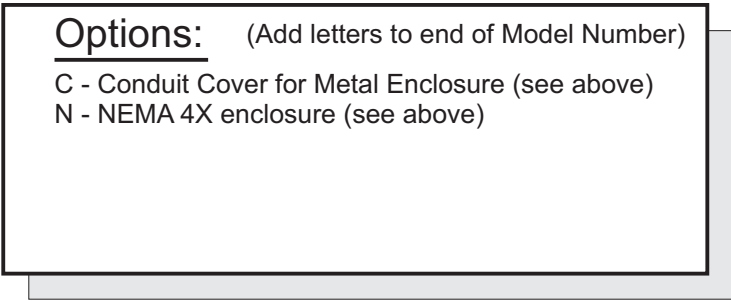 Options: (Add letters to end of Model Number)
C - Conduit Cover for Metal Enclosure (see above)
N - NEMA 4X enclosure (see above)